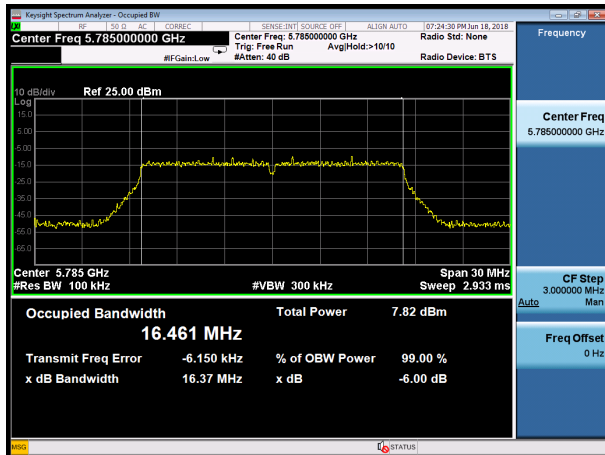 Keysight Spectrum Analyzer - Occupied BW
RF 50 Ω AC CORREC SENSE:INT SOURCE OFF ALIGN AUTO 07:24:30 PM Jun 18, 2018
Center Freq 5.785000000 GHz
Center Freq: 5.785000000 GHz
Radio Std: None
Trig: Free Run Avg|Hold:>10/10
#IFGain:Low
#Atten: 40 dB
Radio Device: BTS
Frequency
10 dB/div Ref 25.00 dBm
Log
15.0
5.00
-5.00
-15.0
-25.0
-35.0
-45.0
-55.0
-65.0
Center 5.785 GHz
Span 30 MHz
#Res BW 100 kHz
#VBW 300 kHz
Sweep 2.933 ms
Occupied Bandwidth
16.461 MHz
Total Power 7.82 dBm
Transmit Freq Error -6.150 kHz
% of OBW Power 99.00 %
x dB Bandwidth 16.37 MHz
x dB -6.00 dB
Center Freq
5.785000000 GHz
CF Step
3.000000 MHz
Auto Man
Freq Offset
0 Hz
MSG
STATUS